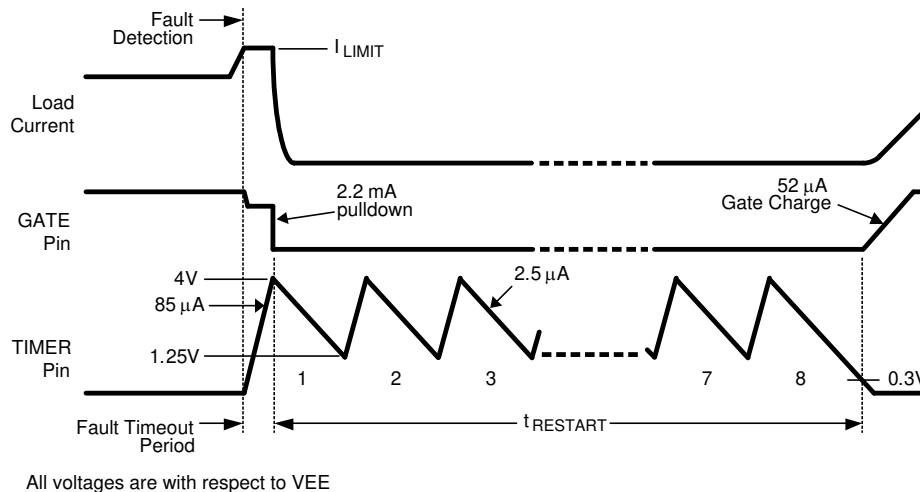 Fault
Detection
I LIMIT
Load
Current
2.2 mA
pulldown
52 μA
Gate Charge
GATE
Pin
4V
2.5 μA
85 μA
TIMER
Pin
1.25V
1
2
3
7
8
0.3V
Fault Timeout
Period
t RESTART
All voltages are with respect to VEE